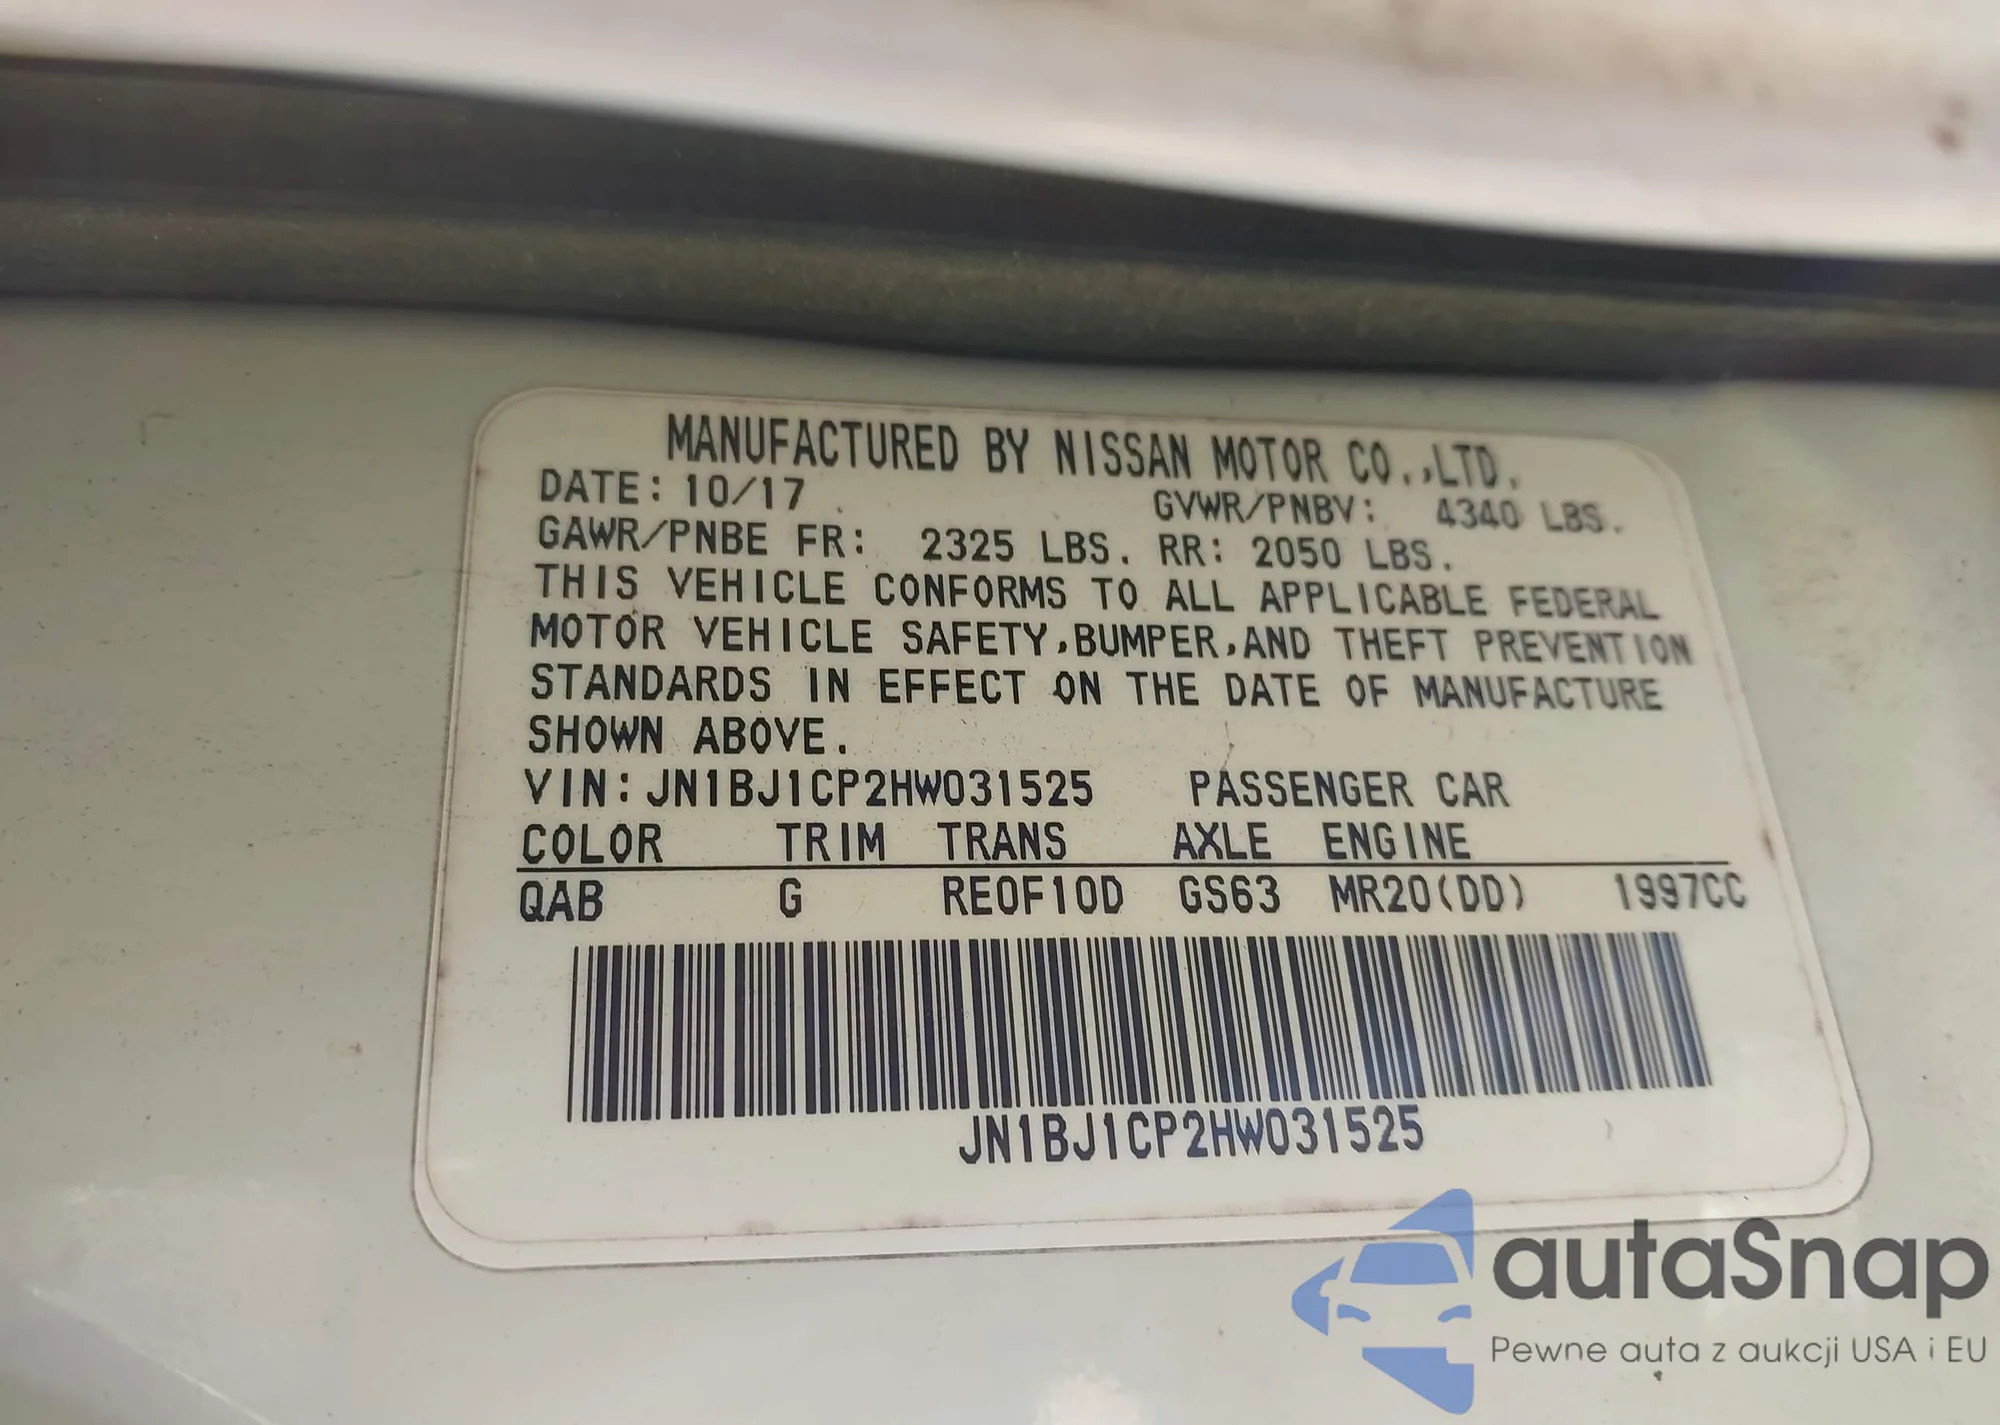 MANUFACTURED BY NISSAN MOTOR CO.,LTD.
DATE: 10/17 GVWR/PNBV: 4340 LBS.
GAWR/PNBE FR: 2325 LBS. RR: 2050 LBS.
THIS VEHICLE CONFORMS TO ALL APPLICABLE FEDERAL
MOTOR VEHICLE SAFETY,BUMPER,AND THEFT PREVENTION
STANDARDS IN EFFECT ON THE DATE OF MANUFACTURE
SHOWN ABOVE.
VIN:JN1BJ1CP2HW031525 PASSENGER CAR
COLOR TRIM TRANS AXLE ENGINE
QAB G RE0F10D GS63 MR20(DD) 1997CC
JN1BJ1CP2HW031525
autaSnap
Pewne auta z aukcji USA i EU